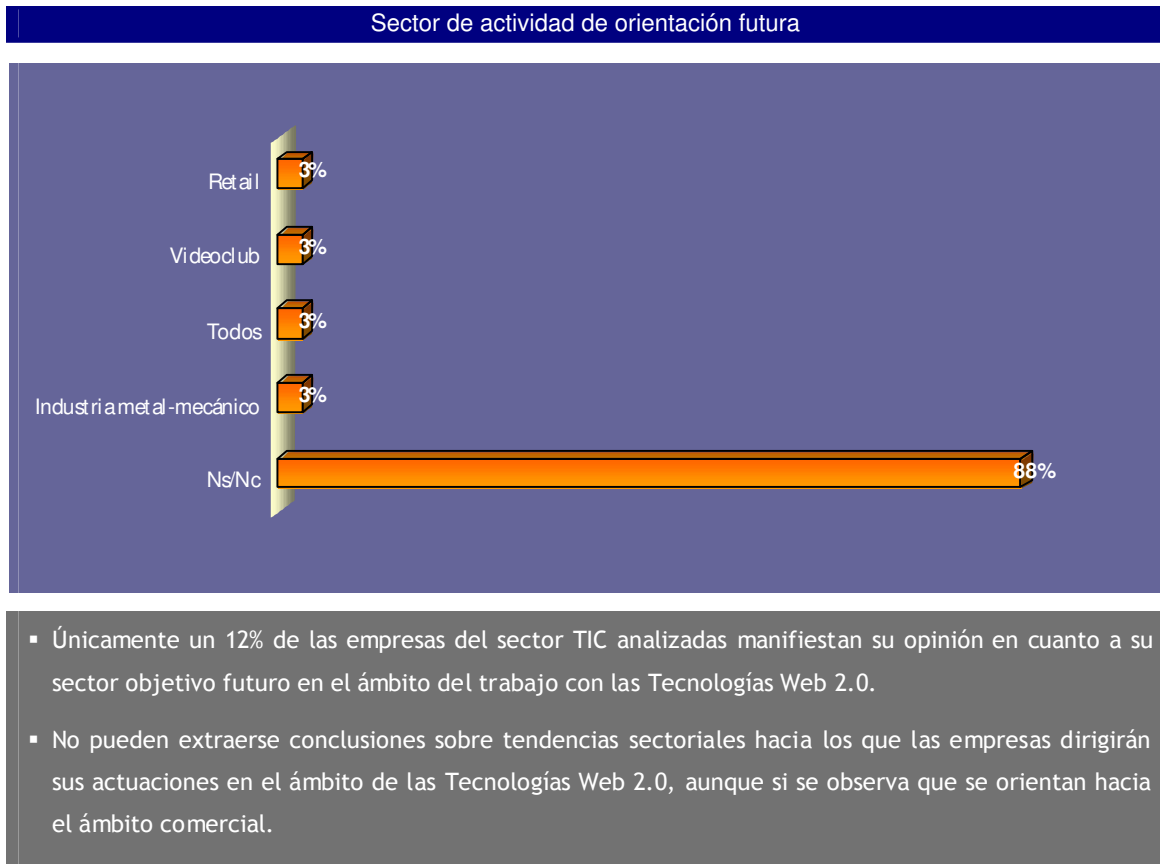 Sector de actividad de orientación futura
Retail 3%
Videoclub 3%
Todos 3%
Industria metal-mecánico 3%
Ns/Nc 88%
▪ Únicamente un 12% de las empresas del sector TIC analizadas manifiestan su opinión en cuanto a su
sector objetivo futuro en el ámbito del trabajo con las Tecnologías Web 2.0.
▪ No pueden extraerse conclusiones sobre tendencias sectoriales hacia los que las empresas dirigirán
sus actuaciones en el ámbito de las Tecnologías Web 2.0, aunque si se observa que se orientan hacia
el ámbito comercial.